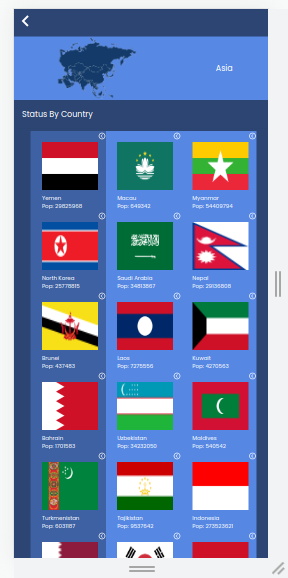 Asia
Status By Country
Yemen
Pop: 29825968
Macau
Pop: 649342
Myanmar
Pop: 54409794
North Korea
Pop: 25778815
Saudi Arabia
Pop: 34813867
Nepal
Pop: 29136808
Brunei
Pop: 437483
Laos
Pop: 7275556
Kuwait
Pop: 4270563
Bahrain
Pop: 1701583
Uzbekistan
Pop: 34232050
Maldives
Pop: 540542
Turkmenistan
Pop: 6031187
Tajikistan
Pop: 9537642
Indonesia
Pop: 273523621